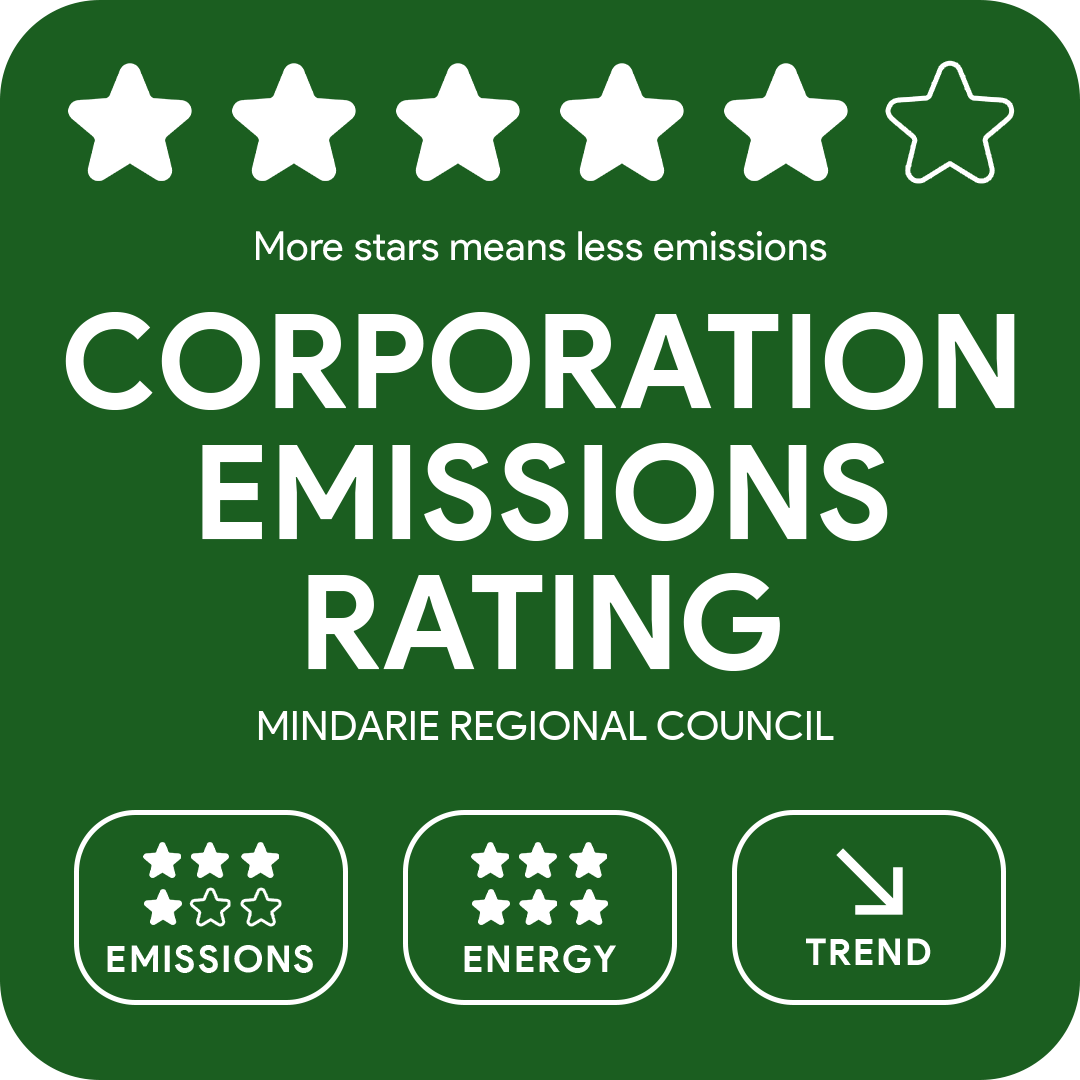 More stars means less emissions
CORPORATION
EMISSIONS
RATING
MINDARIE REGIONAL COUNCIL
EMISSIONS
ENERGY
TREND